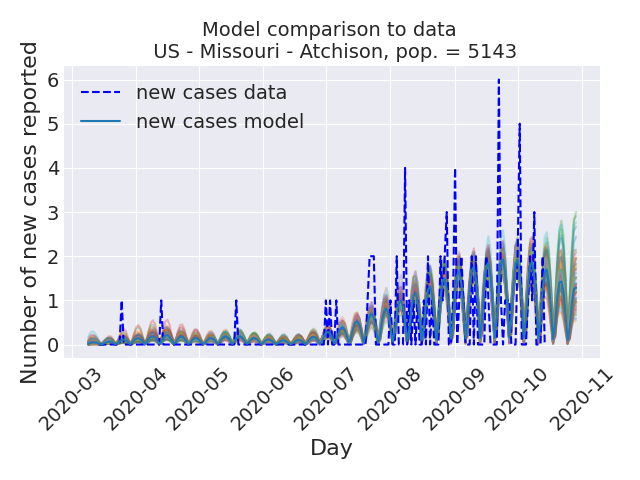 Model comparison to data
US - Missouri - Atchison, pop. = 5143
Number of new cases reported
6
5
4
3
2
1
0
new cases data
new cases model
2020-03
2020-04
2020-05
2020-06
2020-07
2020-08
2020-09
2020-10
2020-11
Day